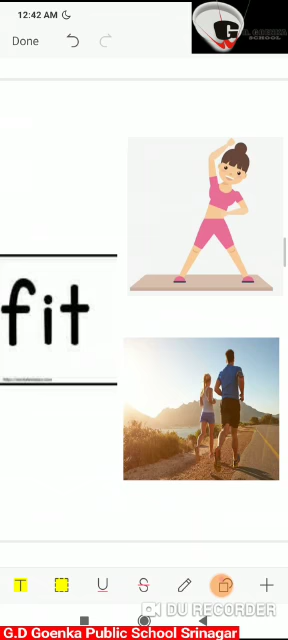 12:42 AM
G.D. GOENKA
SCHOOL
Done
fit
T U S
DU RECORDER
G.D Goenka Public School Srinagar